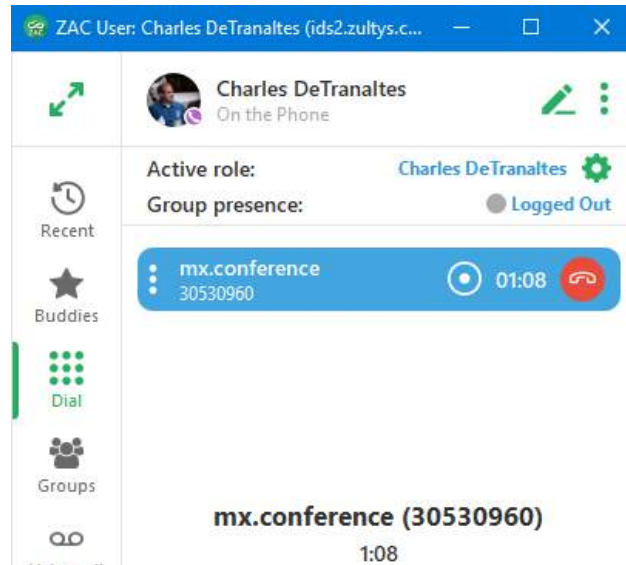 ZAC User: Charles DeTranaltes (ids2.zultys.c...
Charles DeTranaltes
On the Phone
Active role: Charles DeTranaltes
Group presence: Logged Out
Recent
Buddies
Dial
Groups
mx.conference
30530960
01:08
mx.conference (30530960)
1:08